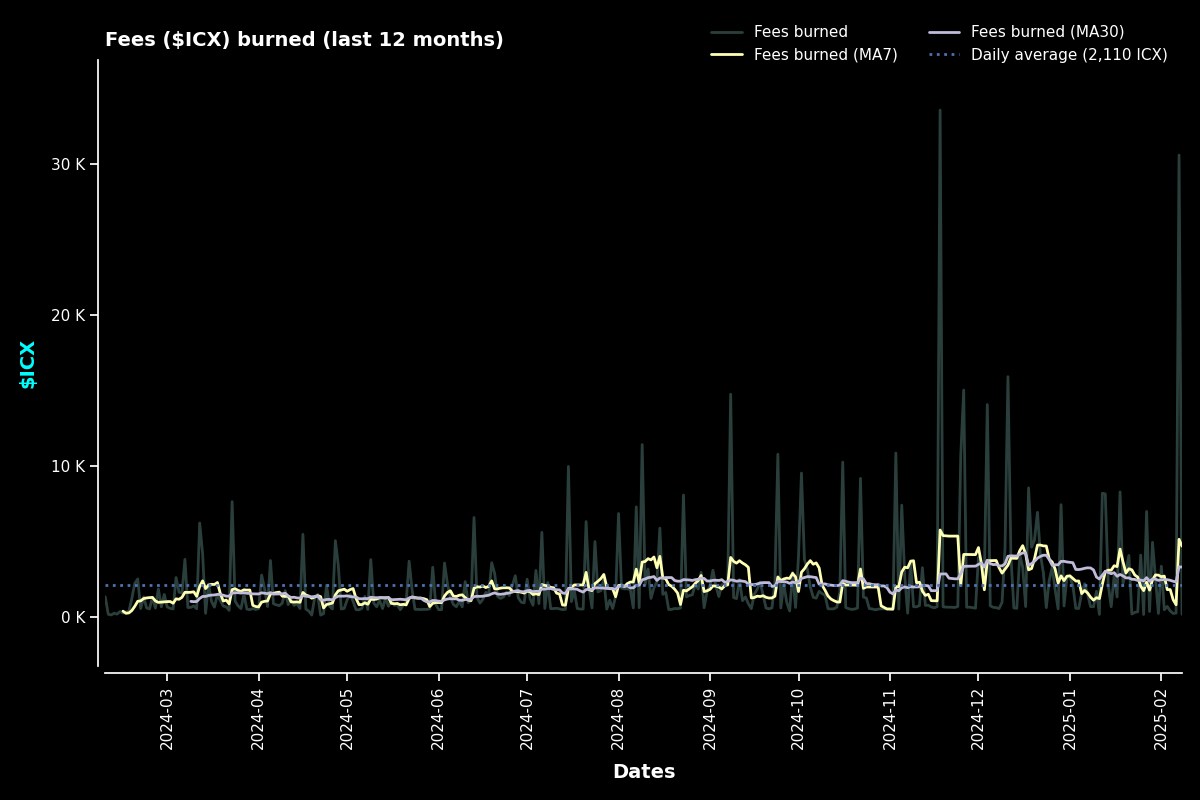 Fees ($ICX) burned (last 12 months)
Fees burned
Fees burned (MA7)
Fees burned (MA30)
Daily average (2,110 ICX)
$ICX
30 K
20 K
10 K
0 K
2024-03
2024-04
2024-05
2024-06
2024-07
2024-08
2024-09
2024-10
2024-11
2024-12
2025-01
2025-02
Dates